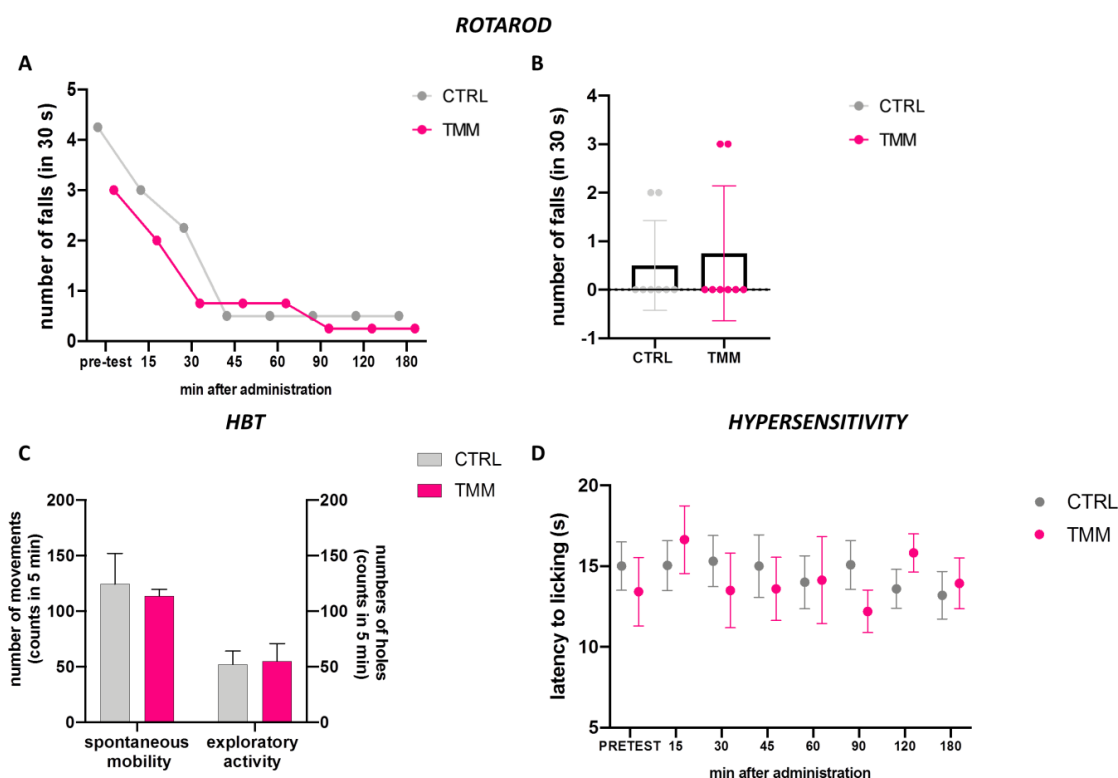 ROTAROD
A
number of falls (in 30 s)
5
4
3
2
1
0
pre-test 15 30 45 60 90 120 180
min after administration
CTRL
TMM
B
number of falls (in 30 s)
4
3
2
1
0
-1
CTRL TMM
CTRL
TMM
HBT
C
number of movements
(counts in 5 min)
200
150
100
50
0
spontaneous
mobility
exploratory
activity
200
150
100
50
0
numbers of holes
(counts in 5 min)
CTRL
TMM
HYPERSENSITIVITY
D
latency to licking (s)
20
15
10
5
PRETEST 15 30 45 60 90 120 180
min after administration
CTRL
TMM